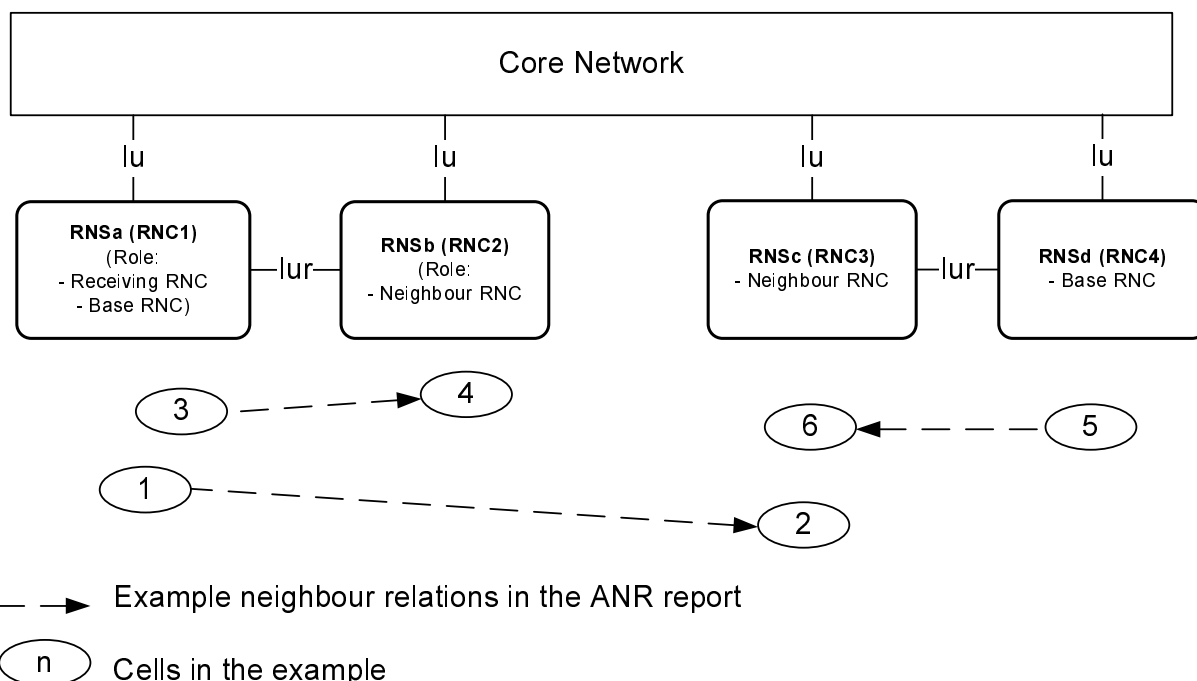 Core Network
Iu
Iu
Iu
Iu
RNSa (RNC1)
(Role:
- Receiving RNC
- Base RNC)
Iur
RNSb (RNC2)
(Role:
- Neighbour RNC
RNSc (RNC3)
- Neighbour RNC
Iur
RNSd (RNC4)
- Base RNC
3
4
6
5
1
2
Example neighbour relations in the ANR report
n
Cells in the example